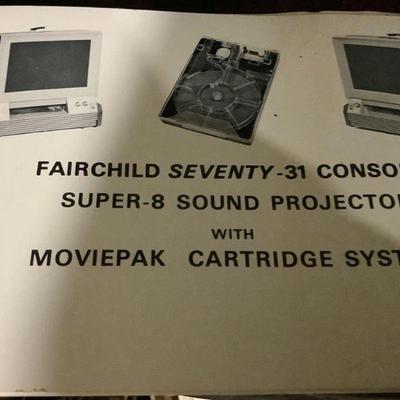 FAIRCHILD SEVENTY-31 CONSO
SUPER-8 SOUND PROJECTO
WITH
MOVIEPAK CARTRIDGE SYST